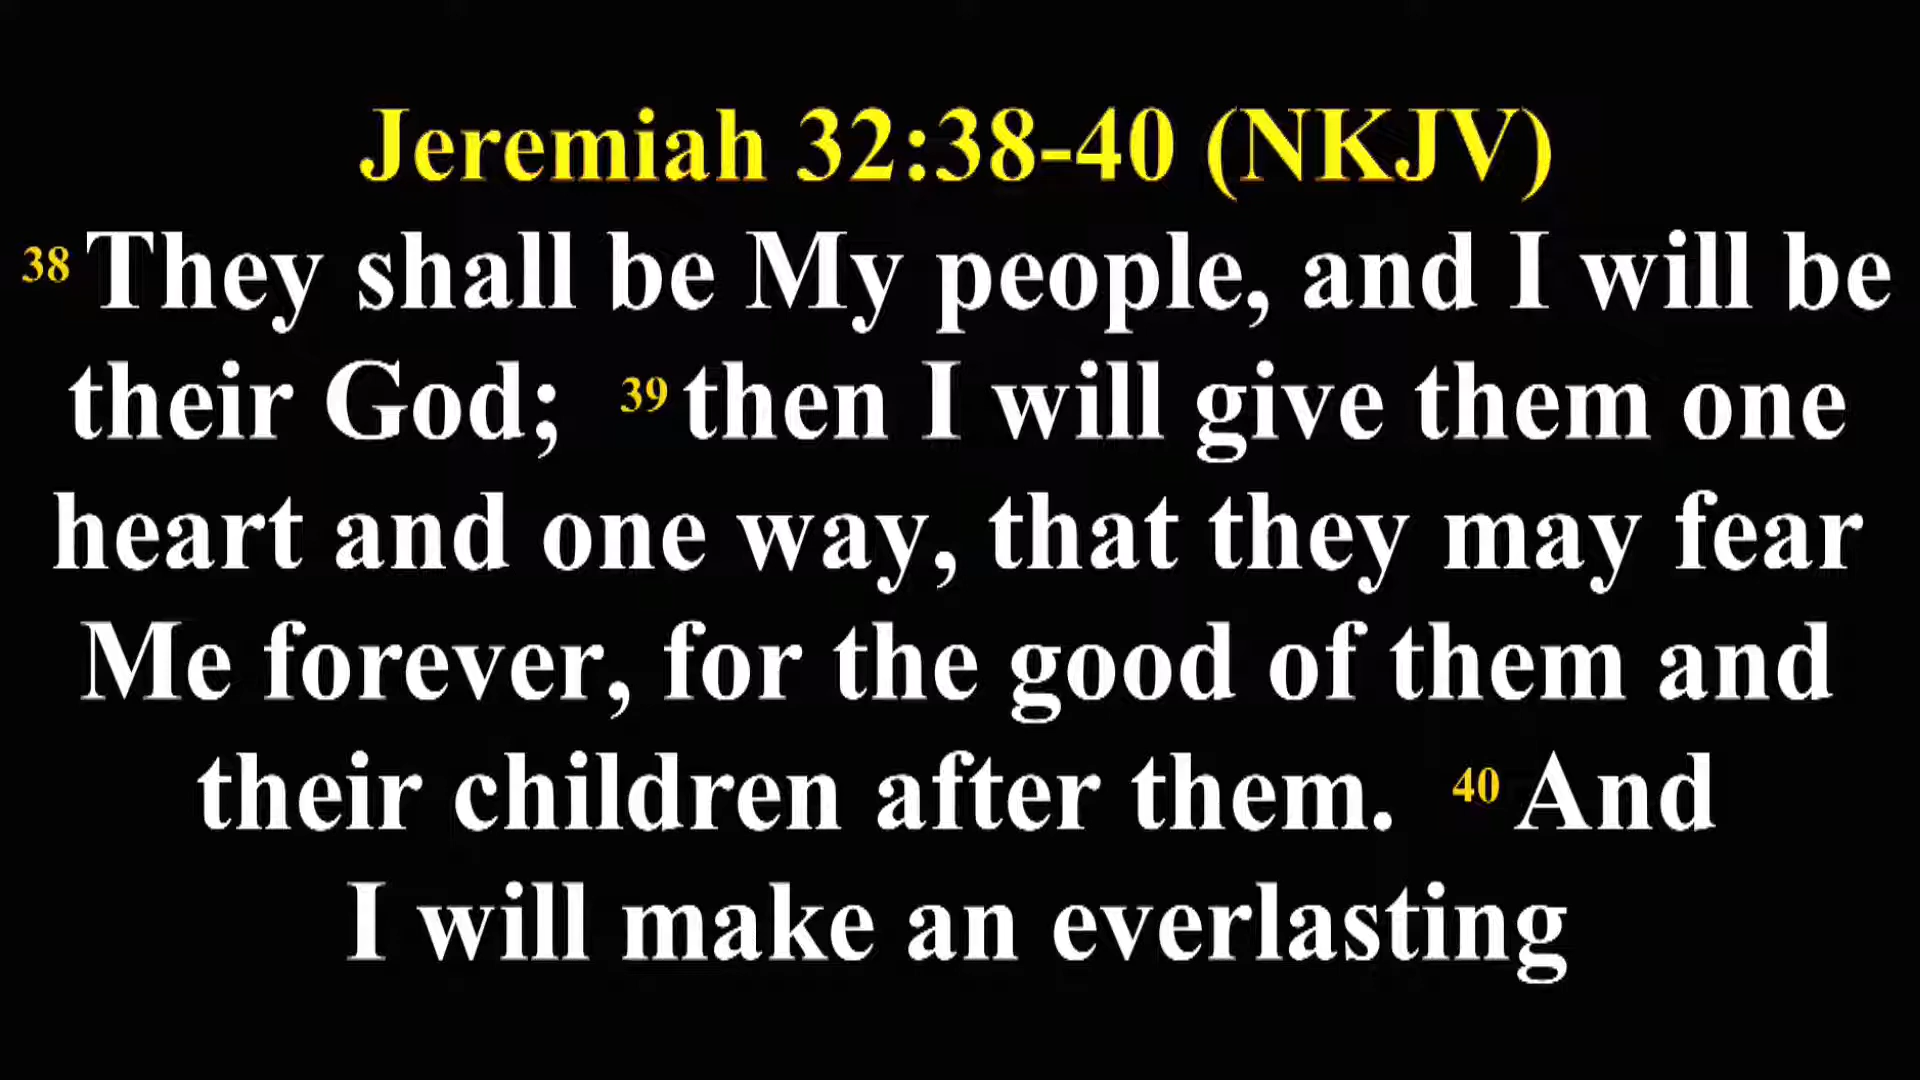 Jeremiah 32:38-40 (NKJV)
38 They shall be My people, and I will be
their God; 39 then I will give them one
heart and one way, that they may fear
Me forever, for the good of them and
their children after them. 40 And
I will make an everlasting